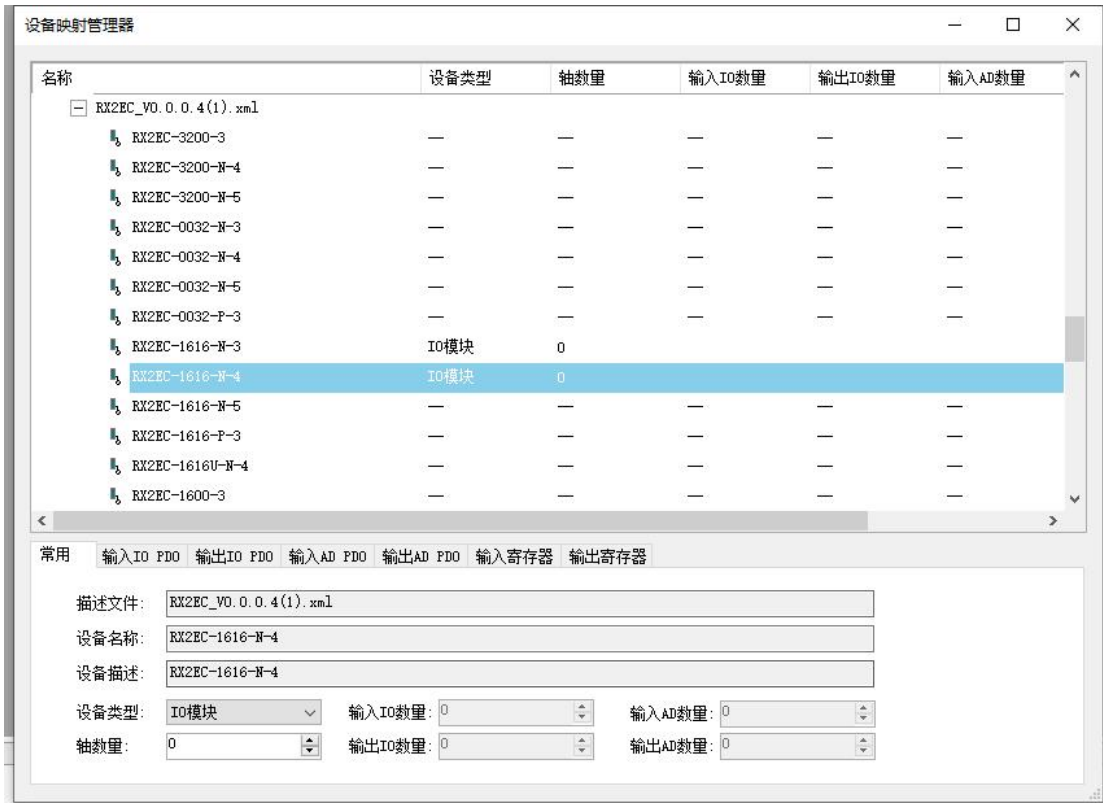 设备映射管理器
名称 设备类型 轴数量 输入IO数量 输出IO数量 输入AD数量
RX2EC_V0.0.0.4(1).xml
RX2EC-3200-3 — — — — —
RX2EC-3200-N-4 — — — — —
RX2EC-3200-N-5 — — — — —
RX2EC-0032-N-3 — — — — —
RX2EC-0032-N-4 — — — — —
RX2EC-0032-N-5 — — — — —
RX2EC-0032-P-3 — — — — —
RX2EC-1616-N-3 IO模块 0
RX2EC-1616-N-4 IO模块 0
RX2EC-1616-N-5 — — — — —
RX2EC-1616-P-3 — — — — —
RX2EC-1616U-N-4 — — — — —
RX2EC-1600-3 — — — — —
常用 输入IO PDO 输出IO PDO 输入AD PDO 输出AD PDO 输入寄存器 输出寄存器
描述文件: RX2EC_V0.0.0.4(1).xml
设备名称: RX2EC-1616-N-4
设备描述: RX2EC-1616-N-4
设备类型: IO模块 输入IO数量: 0 输入AD数量: 0
轴数量: 0 输出IO数量: 0 输出AD数量: 0